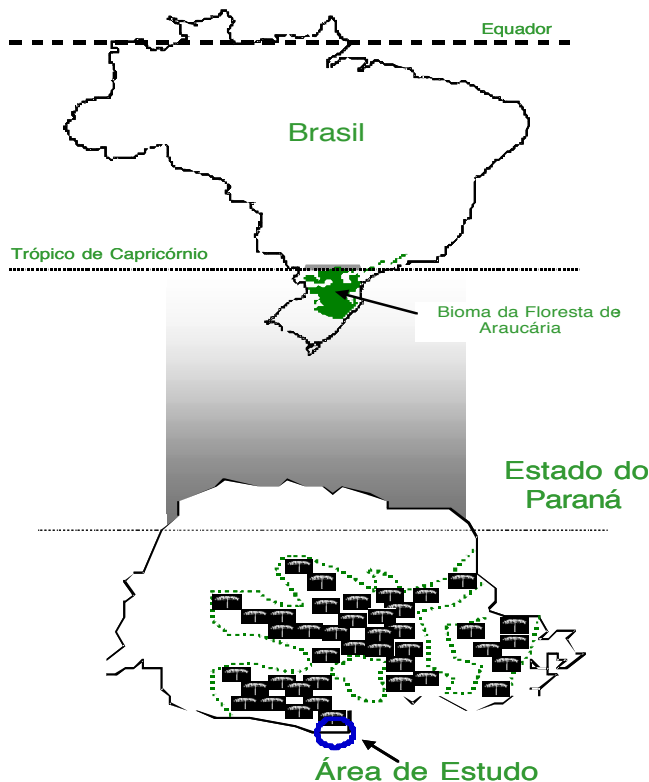 Equador
Brasil
Trópico de Capricórnio
Bioma da Floresta de
Araucária
Estado do
Paraná
Área de Estudo